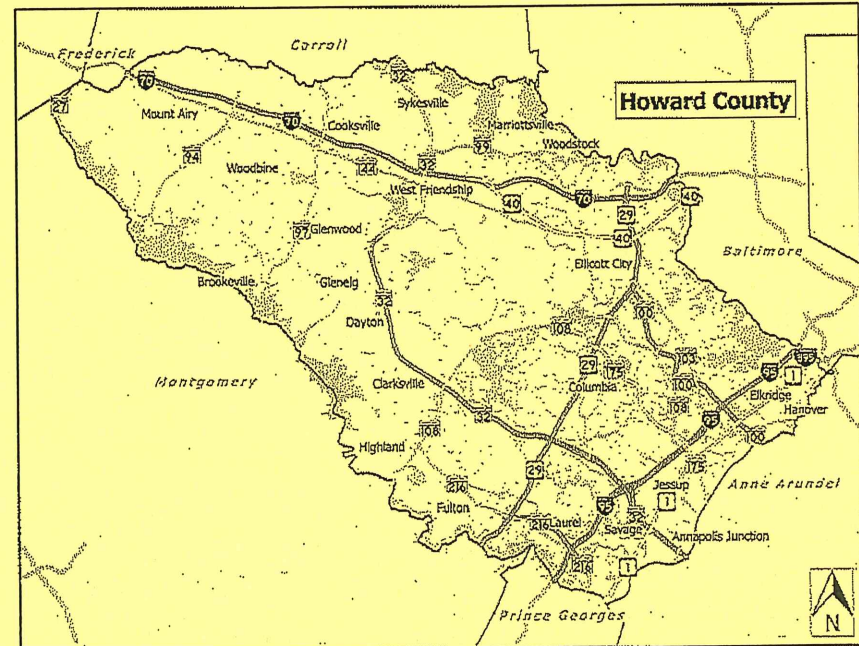 Frederick
Carroll
Howard County
70
32
27
Mount Airy
70
Cooksville
Sykesville
Marriottsville
99
Woodstock
94
Woodbine
144
32
West Friendship
40
70
29
40
97
Glenwood
40
Ellicott City
Baltimore
Brookeville
Glenelg
32
Dayton
108
100
Montgomery
29
175
103
95
1
Clarksville
Columbia
100
Elkridge
108
Hanover
32
95
108
100
Highland
29
175
Anne Arundel
216
Jessup
Fulton
95
1
216
Laurel
Savage
32
Annapolis Junction
216
1
Prince Georges
N